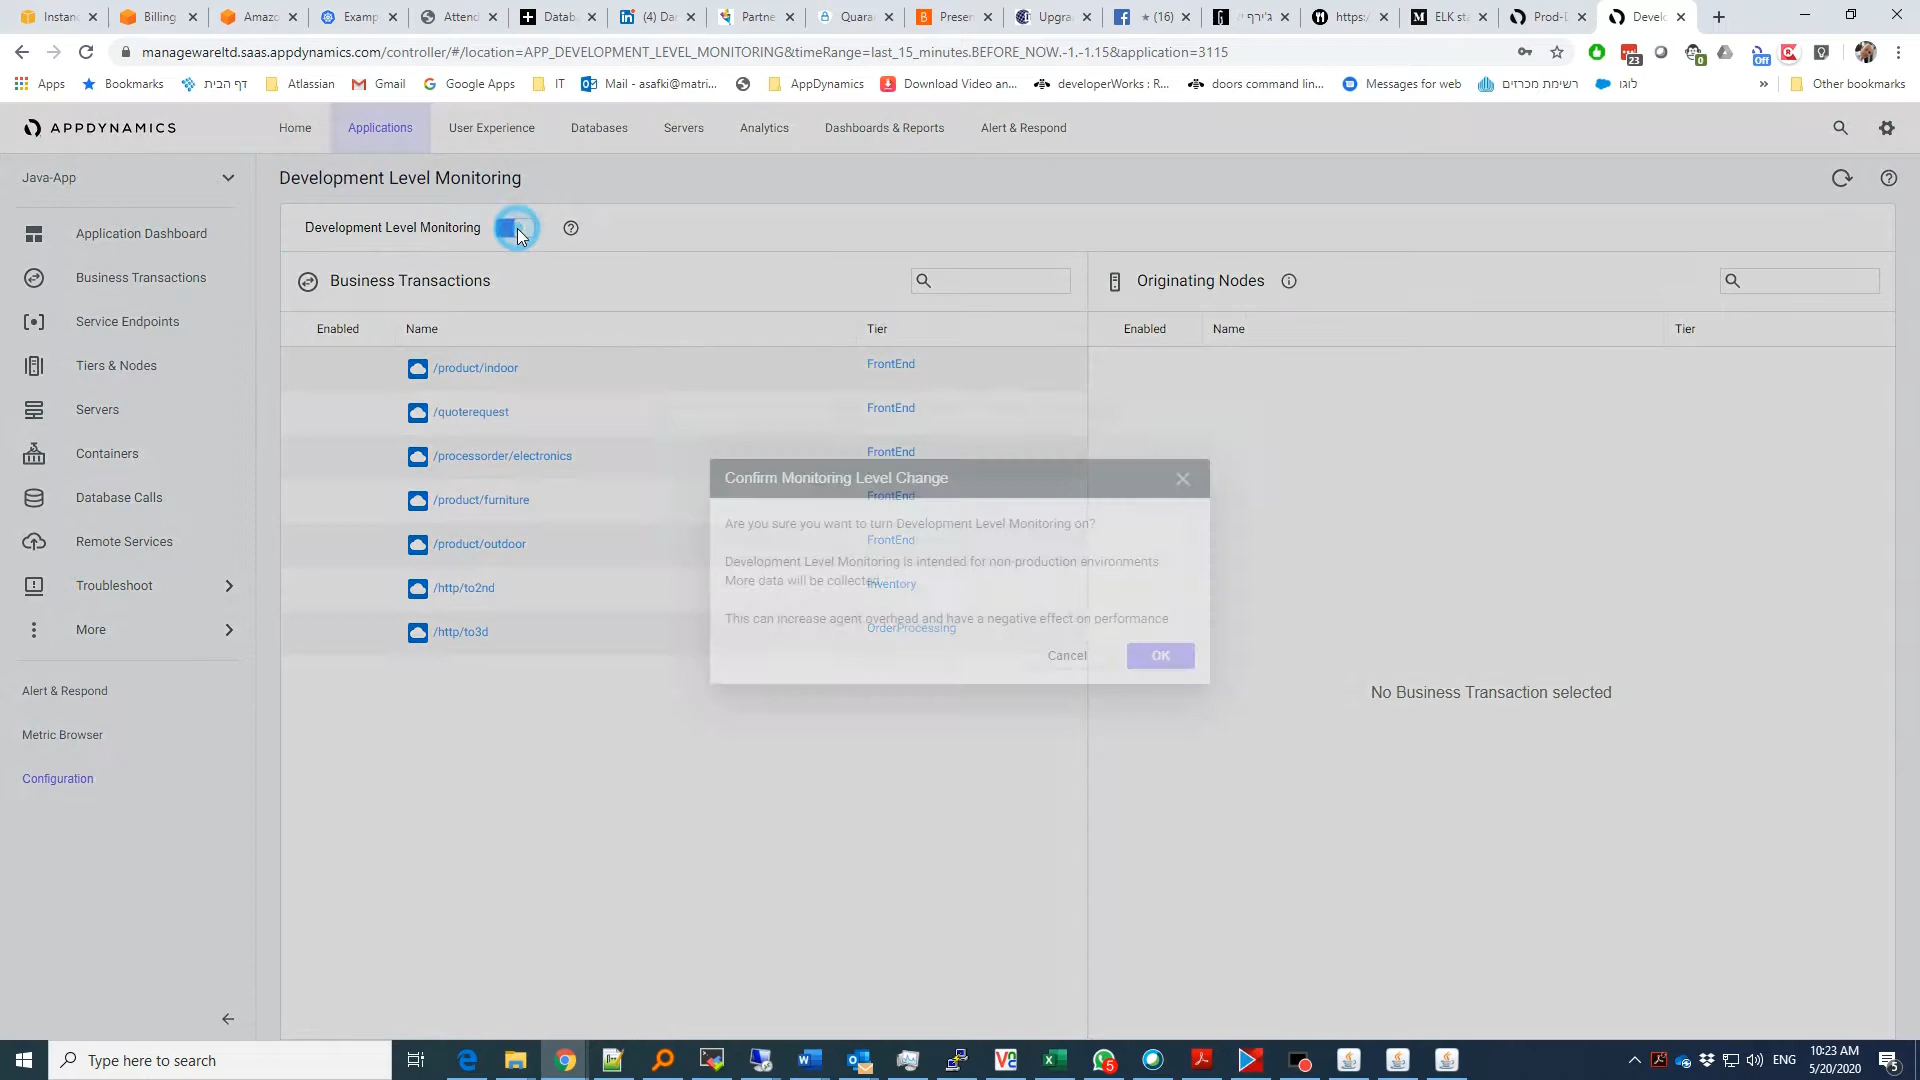 Instanc
Billing
Amazo
Examp
Attend
Datab
(4) Da
Partne
Quara
Presen
Upgra
(16)
ג'ירף
https:/
ELK st
Prod-D
Develo
managewareltd.saas.appdynamics.com/controller/#/location=APP_DEVELOPMENT_LEVEL_MONITORING&timeRange=last_15_minutes.BEFORE_NOW.-1.-1.15&application=3115
23
0
Off
Apps
Bookmarks
דף הבית
Atlassian
Gmail
Google Apps
IT
Mail - asafki@matri...
AppDynamics
Download Video an...
developerWorks : R...
doors command lin...
Messages for web
רשימת מכרזים
לוגו
»
Other bookmarks
APPDYNAMICS
Home
Applications
User Experience
Databases
Servers
Analytics
Dashboards & Reports
Alert & Respond
Java-App
Application Dashboard
Business Transactions
Service Endpoints
Tiers & Nodes
Servers
Containers
Database Calls
Remote Services
Troubleshoot
More
Alert & Respond
Metric Browser
Configuration
Development Level Monitoring
Development Level Monitoring
Business Transactions
Originating Nodes
Enabled Name Tier
Enabled Name Tier
/product/indoor FrontEnd
/quoterequest FrontEnd
/processorder/electronics FrontEnd
/product/furniture FrontEnd
/product/outdoor FrontEnd
/http/to2nd Inventory
/http/to3d OrderProcessing
No Business Transaction selected
Confirm Monitoring Level Change
Are you sure you want to turn Development Level Monitoring on?
Development Level Monitoring is intended for non-production environments
More data will be collected
This can increase agent overhead and have a negative effect on performance
Cancel
OK
Type here to search
5
ENG
10:23 AM
5/20/2020
5